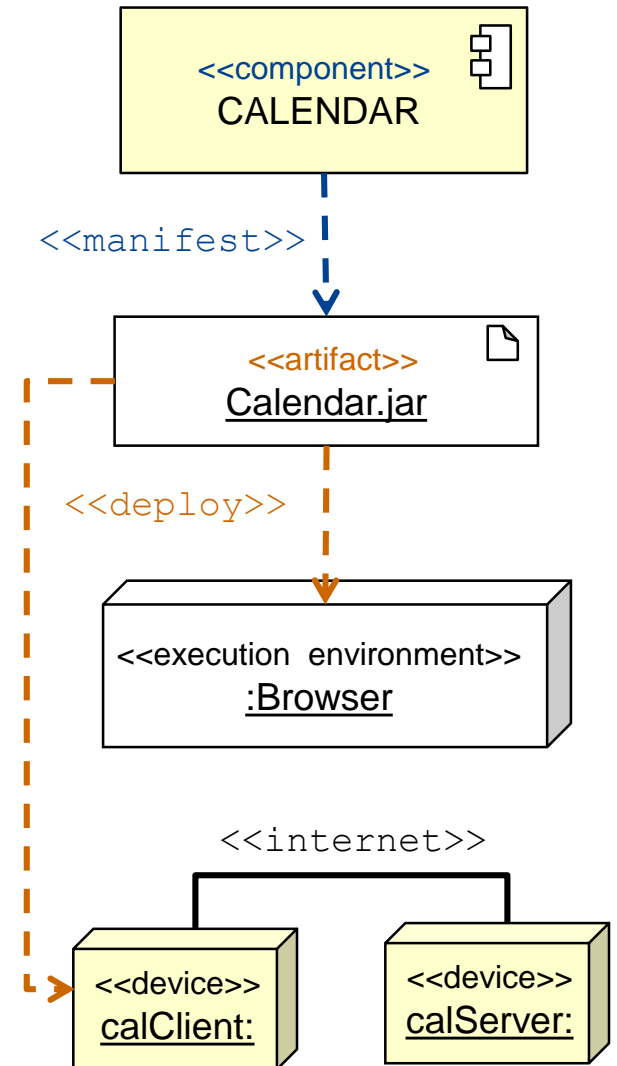 <<component>>
CALENDAR
<<manifest>>
<<artifact>>
Calendar.jar
<<deploy>>
<<execution environment>>
:Browser
<<internet>>
<<device>>
calClient:
<<device>>
calServer: